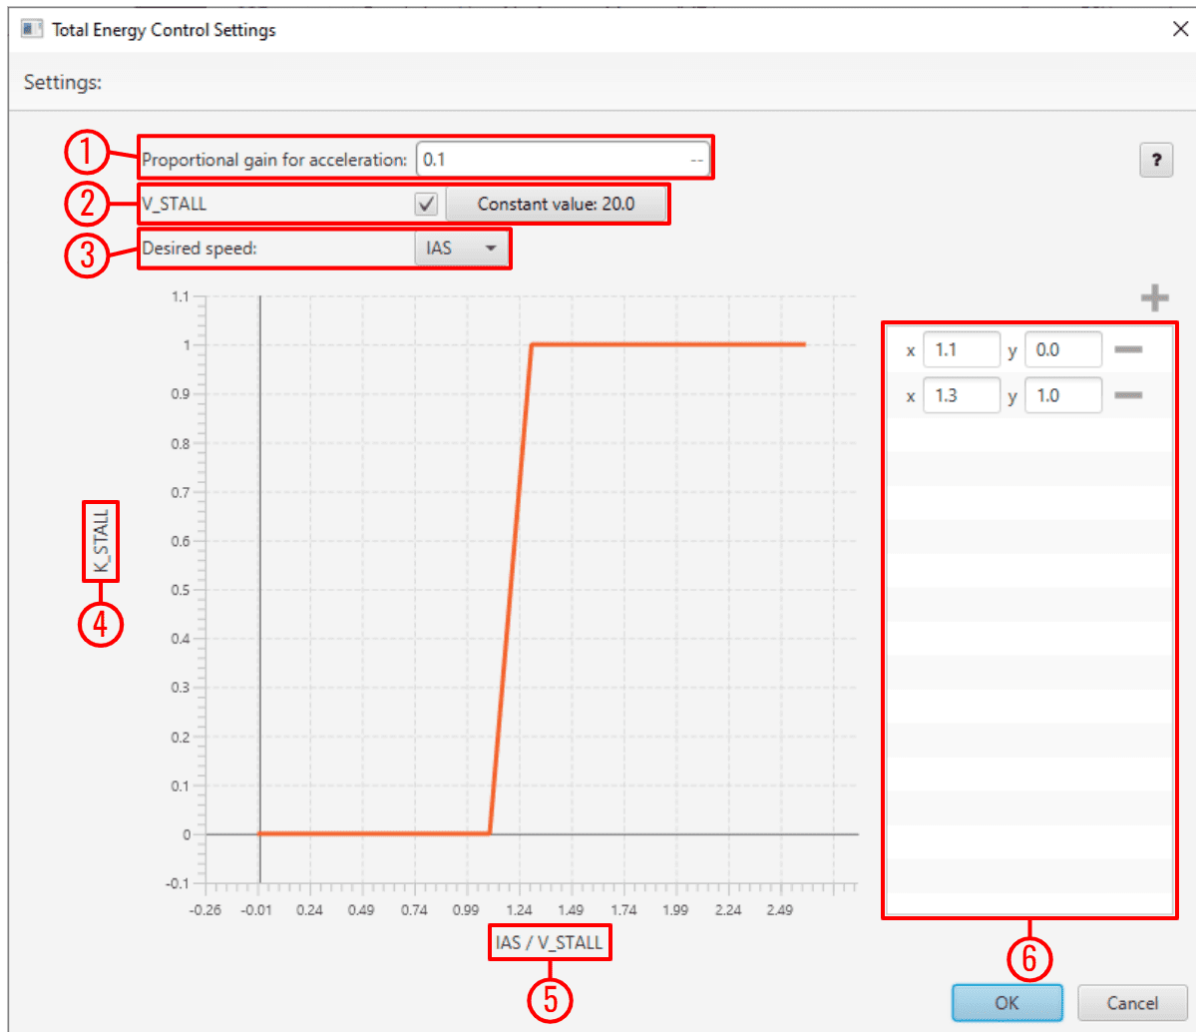 Total Energy Control Settings
Settings:
1 Proportional gain for acceleration: 0.1 -- ?
2 V_STALL Constant value: 20.0
3 Desired speed: IAS
x 1.1 y 0.0
x 1.3 y 1.0
1.1
1
0.9
0.8
0.7
0.6
0.5
0.4
0.3
0.2
0.1
0
-0.1
K_STALL
4
-0.26 -0.01 0.24 0.49 0.74 0.99 1.24 1.49 1.74 1.99 2.24 2.49
IAS / V_STALL
5
6
OK Cancel